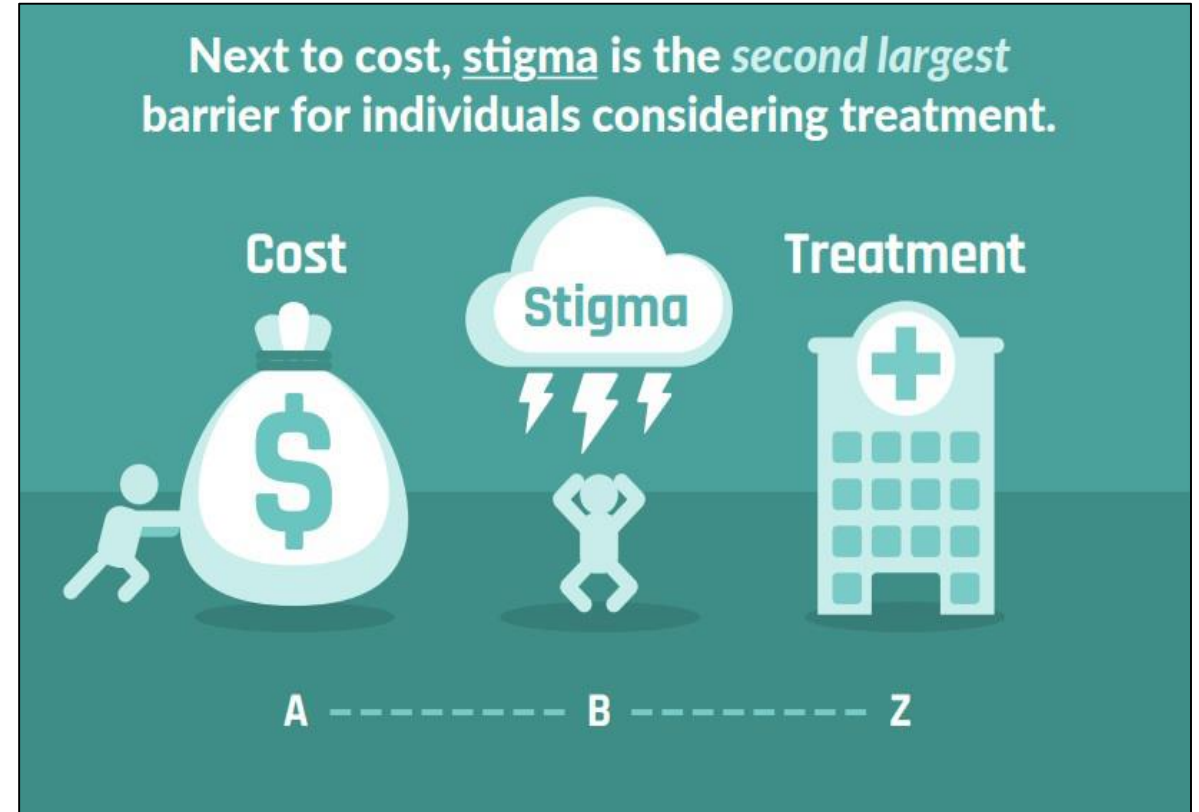 Next to cost, stigma is the second largest
barrier for individuals considering treatment.
Cost
Stigma
Treatment
$
A
B
Z